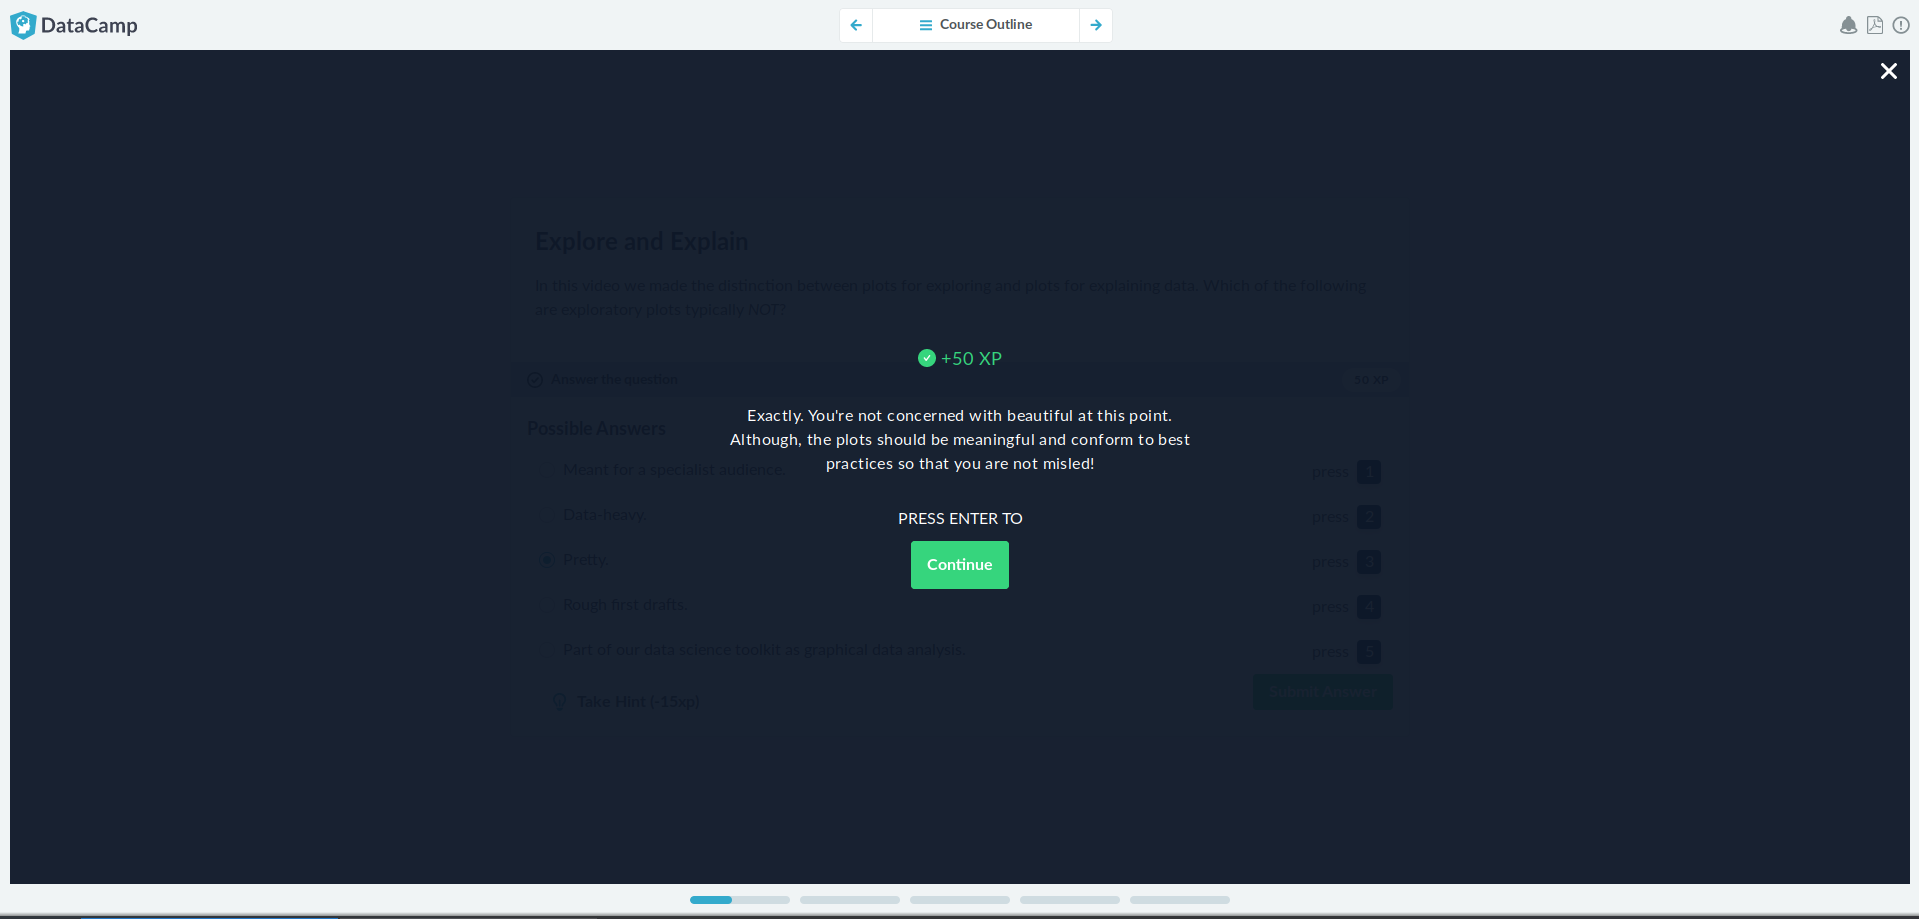 DataCamp
Course Outline
Explore and Explain
In this video we made the distinction between plots for exploring and plots for explaining data. Which of the following
are exploratory plots typically NOT?
+50 XP
Answer the question
50 XP
Exactly. You're not concerned with beautiful at this point.
Although, the plots should be meaningful and conform to best
practices so that you are not misled!
Possible Answers
Meant for a specialist audience.
press 1
Data-heavy.
press 2
PRESS ENTER TO
Continue
Pretty.
press 3
Rough first drafts.
press 4
Part of our data science toolkit as graphical data analysis.
press 5
Submit Answer
Take Hint (-15xp)